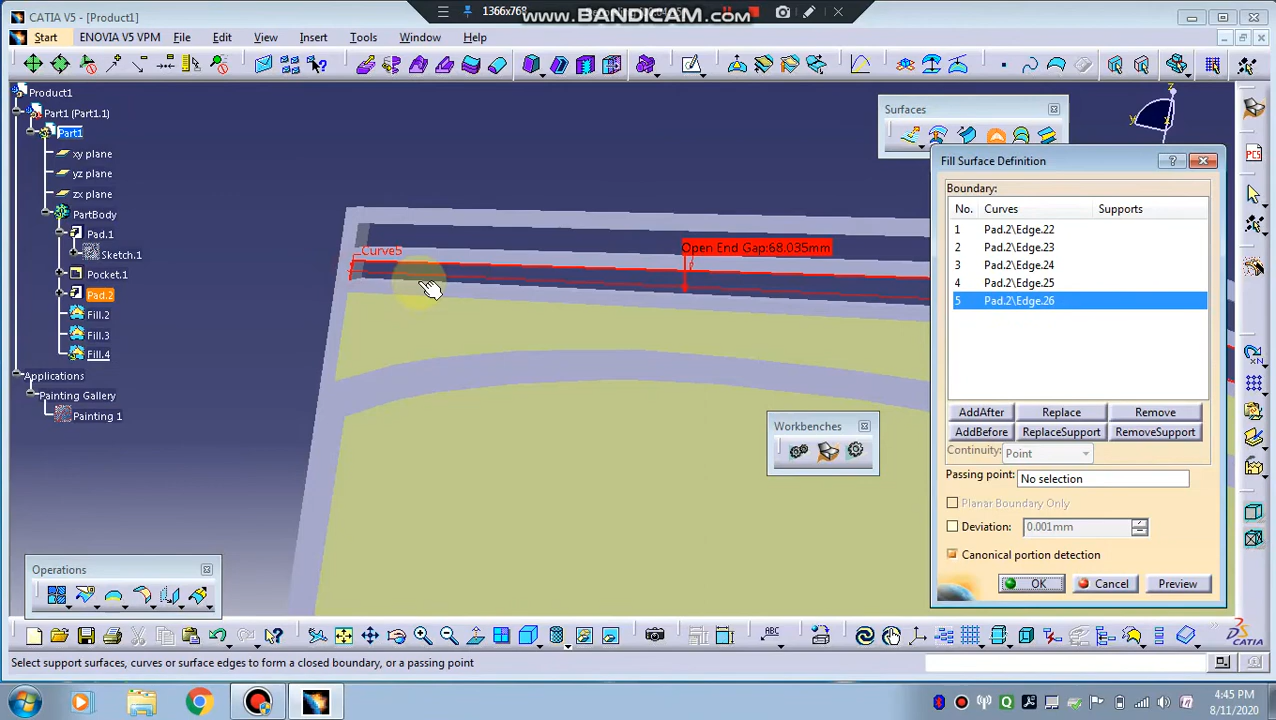 CATIA V5 - [Product1]
1366x768
www.BANDICAM.com
Start
ENOVIA V5 VPM
File
Edit
View
Insert
Tools
Window
Help
Product1
Part1 (Part1.1)
Part1
xy plane
yz plane
zx plane
PartBody
Pad.1
Sketch.1
Pocket.1
Pad.2
Fill.2
Fill.3
Fill.4
Applications
Painting Gallery
Painting 1
Curve5
Open End Gap:68.035mm
z
y
x
Surfaces
Fill Surface Definition
?
Boundary:
No. Curves Supports
1 Pad.2\Edge.22
2 Pad.2\Edge.23
3 Pad.2\Edge.24
4 Pad.2\Edge.25
5 Pad.2\Edge.26
AddAfter Replace Remove
AddBefore ReplaceSupport RemoveSupport
Continuity: Point
Passing point: No selection
Planar Boundary Only
Deviation: 0.001mm
Canonical portion detection
OK Cancel Preview
Workbenches
Operations
PCS
ABC
CATIA
Select support surfaces, curves or surface edges to form a closed boundary, or a passing point
4:45 PM
8/11/2020